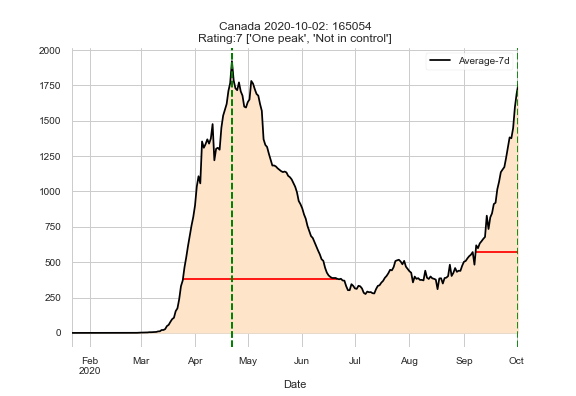 Canada 2020-10-02: 165054
Rating:7 ['One peak', 'Not in control']
Average-7d
2000
1750
1500
1250
1000
750
500
250
0
Feb Mar Apr May Jun Jul Aug Sep Oct
2020
Date